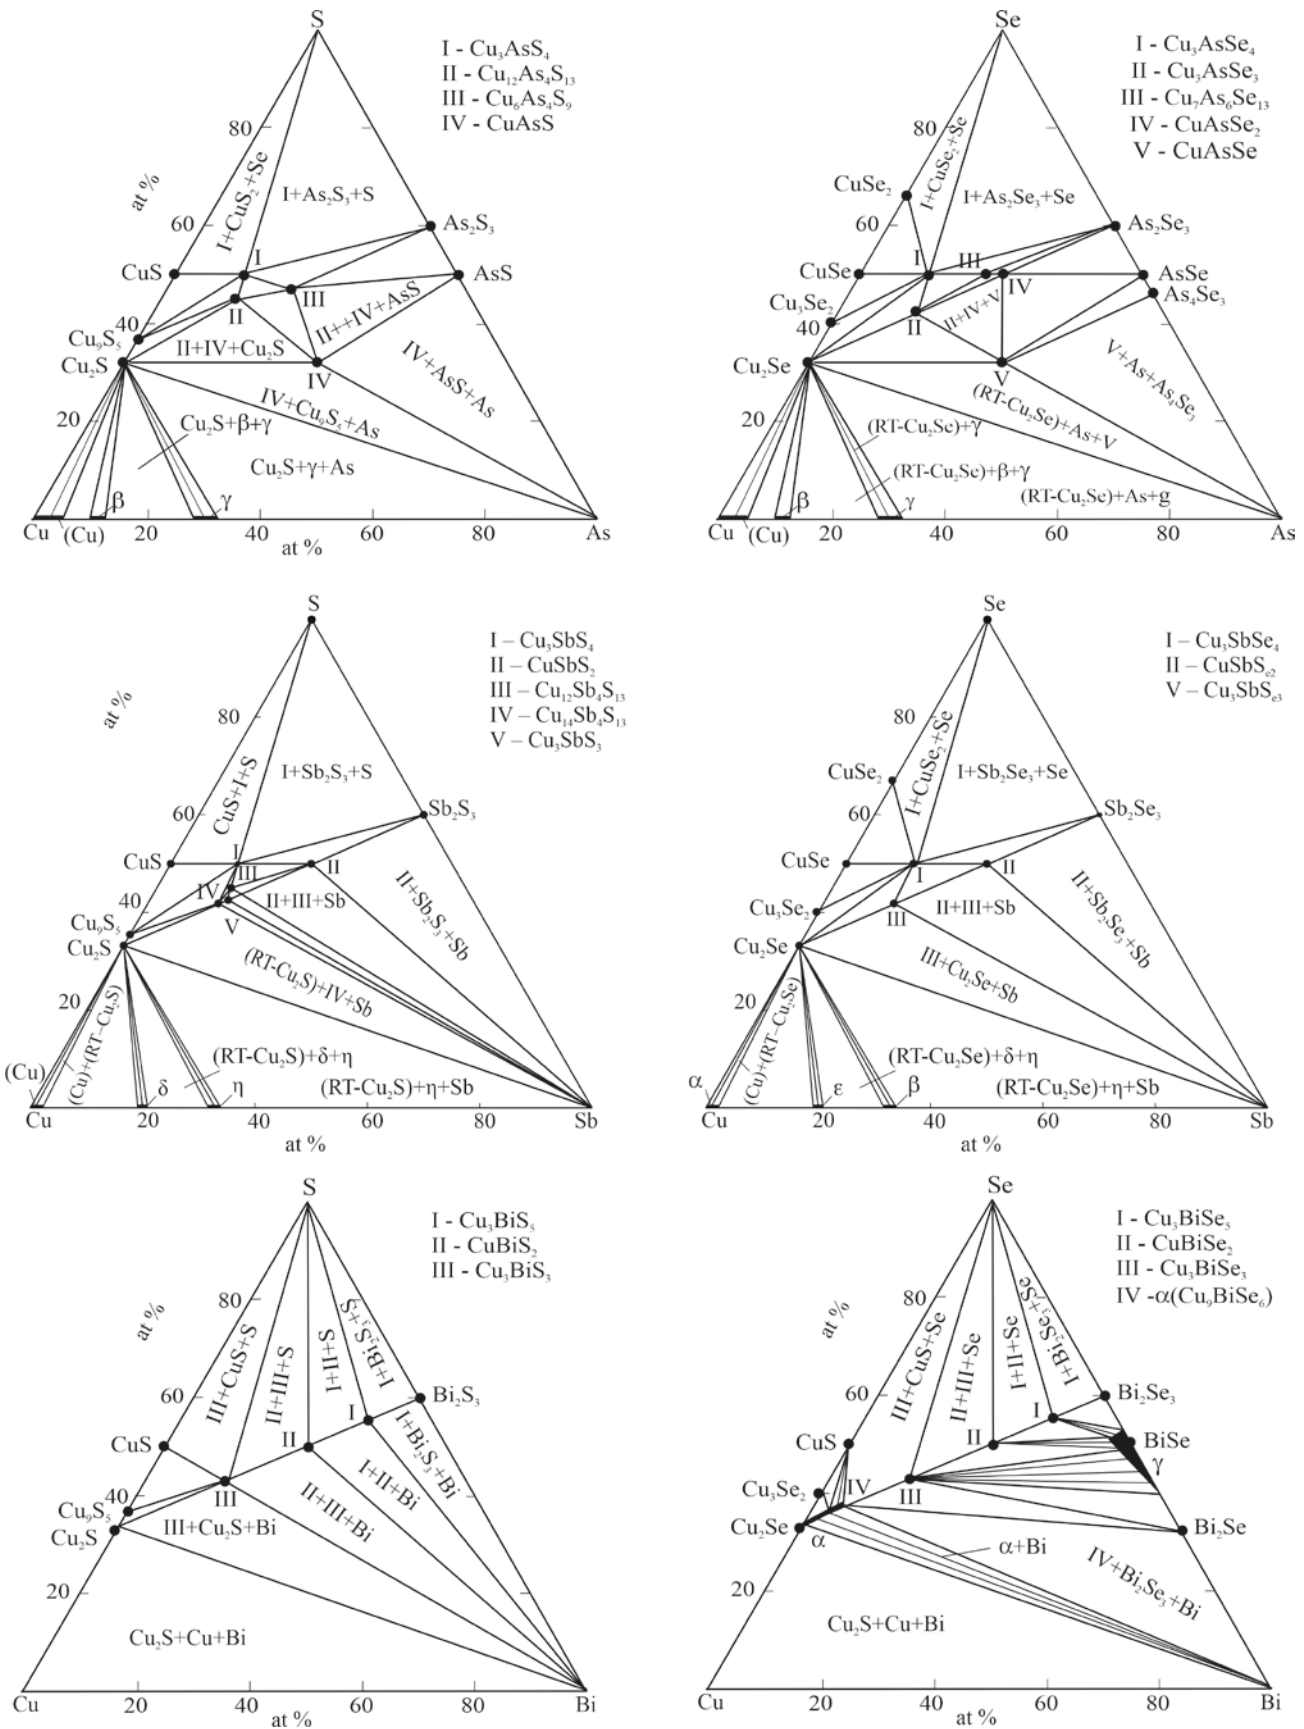 S
I - Cu₃AsS₄
II - Cu₁₂As₄S₁₃
III - Cu₆As₄S₉
IV - CuAsS
80
at %
I+CuS₂+Se
I+As₂S₃+S
60
As₂S₃
CuS
I
AsS
III
II
40
Cu₉S₅
Cu₂S
II+IV+Cu₂S
II++IV+AsS
IV
IV+AsS+As
20
IV+Cu₉S₅+As
Cu₂S+β+γ
Cu₂S+γ+As
β
γ
Cu
(Cu)
20
40
60
80
As
at %
Se
I - Cu₃AsSe₄
II - Cu₃AsSe₃
III - Cu₇As₆Se₁₃
IV - CuAsSe₂
V - CuAsSe
80
at %
I+CuSe₂+Se
CuSe₂
I+As₂Se₃+Se
60
As₂Se₃
CuSe
I
III
IV
AsSe
As₄Se₃
Cu₃Se₂
40
II
II+IV+V
Cu₂Se
V
V+As+As₄Se₃
20
(RT-Cu₂Se)+As+V
(RT-Cu₂Se)+γ
(RT-Cu₂Se)+β+γ
(RT-Cu₂Se)+As+g
β
γ
Cu
(Cu)
20
40
60
80
As
at %
S
I – Cu₃SbS₄
II – CuSbS₂
III – Cu₁₂Sb₄S₁₃
IV – Cu₁₄Sb₄S₁₃
V – Cu₃SbS₃
at %
80
CuS+I+S
I+Sb₂S₃+S
60
Sb₂S₃
CuS
I
III
II
IV
40
V
II+III+Sb
II+Sb₂S₃+Sb
Cu₉S₅
Cu₂S
(RT-Cu₂S)+IV+Sb
20
(Cu)+(RT–Cu₂S)
(RT-Cu₂S)+δ+η
(RT-Cu₂S)+η+Sb
(Cu)
δ
η
Cu
20
40
60
80
Sb
at %
Se
I – Cu₃SbSe₄
II – CuSbSₑ₂
V – Cu₃SbSₑ₃
at %
80
I+CuSe₂+Se
CuSe₂
I+Sb₂Se₃+Se
60
Sb₂Se₃
CuSe
I
II
Cu₃Se₂
40
III
II+III+Sb
II+Sb₂Se₃+Sb
Cu₂Se
III+Cu₂Se+Sb
20
(Cu)+(RT–Cu₂Se)
(RT-Cu₂Se)+δ+η
(RT-Cu₂Se)+η+Sb
α
ε
β
Cu
20
40
60
80
Sb
at %
S
I - Cu₃BiS₅
II - CuBiS₂
III - Cu₃BiS₃
80
at %
III+CuS+S
II+III+S
I+II+S
I+Bi₂S₃+S
60
Bi₂S₃
CuS
I
II
I+Bi₂S₃+Bi
40
III
I+II+Bi
Cu₉S₅
Cu₂S
III+Cu₂S+Bi
II+III+Bi
20
Cu₂S+Cu+Bi
Cu
20
40
60
80
Bi
at %
Se
I - Cu₃BiSe₅
II - CuBiSe₂
III - Cu₃BiSe₃
IV -α(Cu₉BiSe₆)
80
at %
III+CuS+Se
II+III+Se
I+II+Se
I+Bi₂Se₃+Se
60
Bi₂Se₃
I
CuS
II
BiSe
γ
Cu₃Se₂
40
IV
III
Cu₂Se
α
Bi₂Se
α+Bi
IV+Bi₂Se₃+Bi
20
Cu₂S+Cu+Bi
Cu
20
40
60
80
Bi
at %